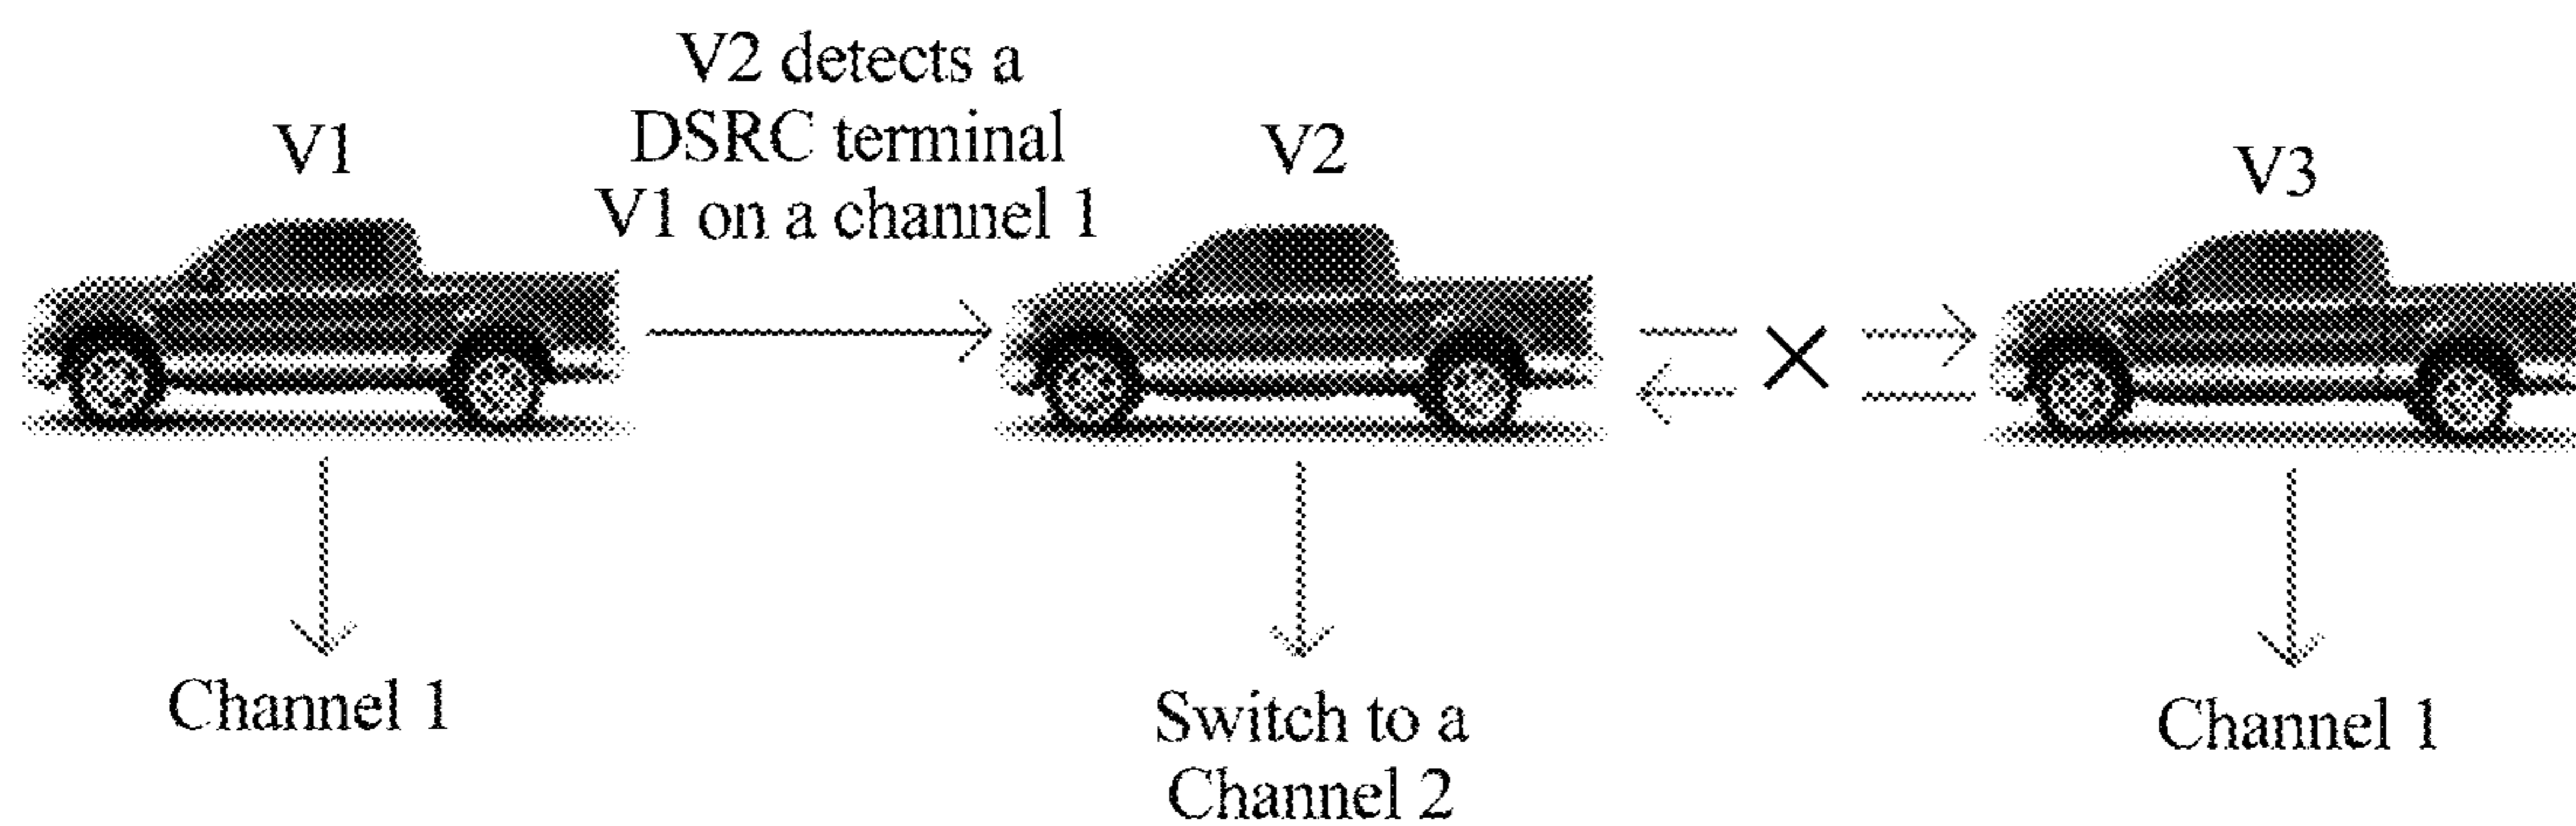 V1
V2 detects a
DSRC terminal
V1 on a channel 1
V2
V3
Channel 1
Switch to a
Channel 2
Channel 1